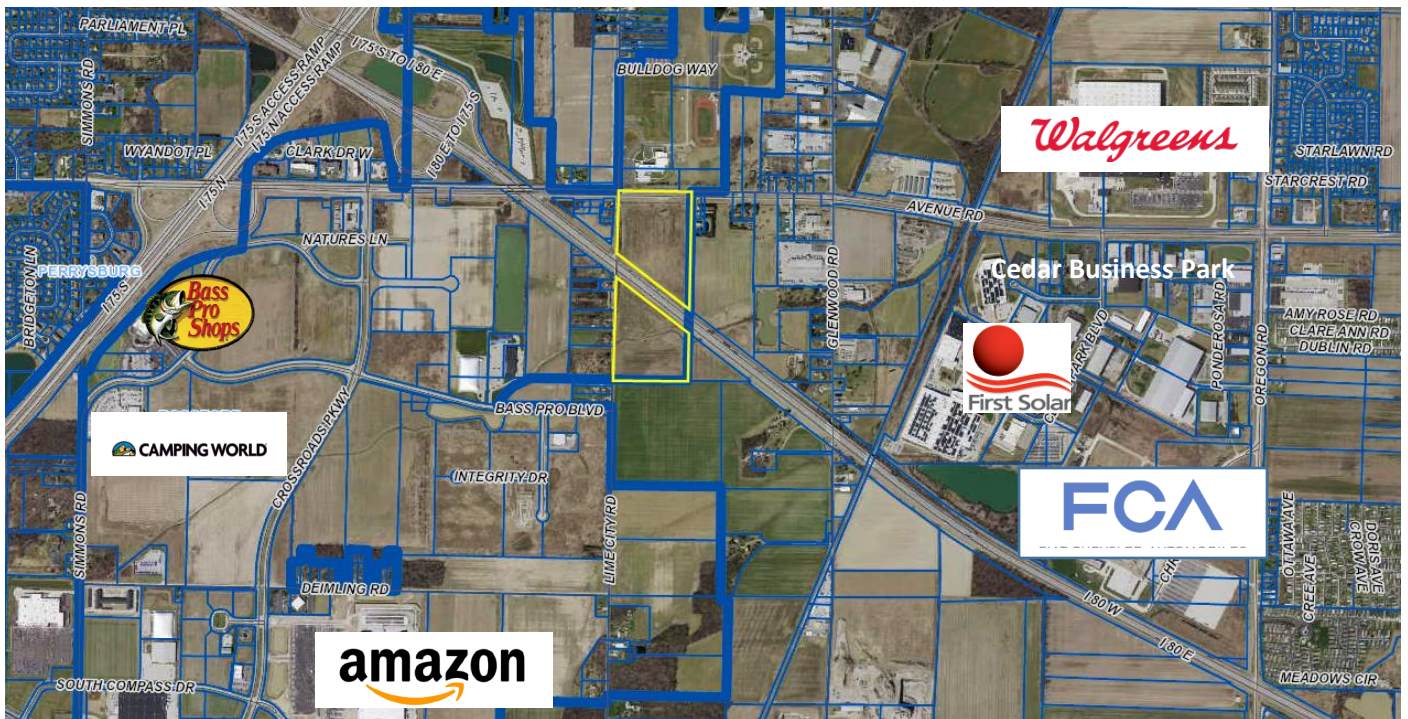 PARLIAMENT PL
SIMMONS RD
I 75 S ACCESS RAMP
I 75 N ACCESS RAMP
I 75 S TO I 80 E
I 80 E TO I 75 S
BULLDOG WAY
WYANDOT PL
CLARK DR W
I 75 N
Walgreens
STARLAWN RD
STARCREST RD
AVENUE RD
NATURES LN
BRIDGETON LN
PERRYSBURG
I 75 S
Bass
Pro
Shops
GLENWOOD RD
Cedar Business Park
PONDEROSA RD
OREGON RD
AMY ROSE RD
CLARE ANN RD
DUBLIN RD
First Solar
PARK BLVD
BASS PRO BLVD
CAMPING WORLD
CROSSROADS PKWY
INTEGRITY DR
LIME CITY RD
SIMMONS RD
FCA
OTTAWA AVE
CREE AVE
CROW AVE
DORIS AVE
DEIMLING RD
I 80 W
I 80 E
amazon
SOUTH COMPASS DR
MEADOWS CIR